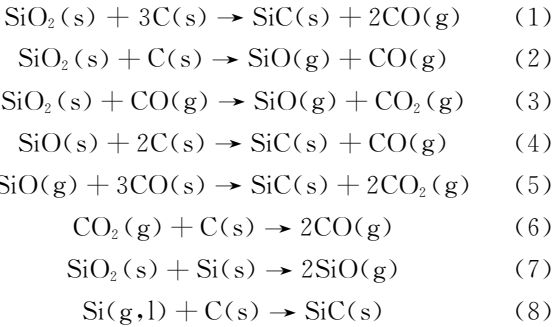 SiO₂(s) + 3C(s) → SiC(s) + 2CO(g) (1)
SiO₂(s) + C(s) → SiO(g) + CO(g) (2)
SiO₂(s) + CO(g) → SiO(g) + CO₂(g) (3)
SiO(s) + 2C(s) → SiC(s) + CO(g) (4)
SiO(g) + 3CO(s) → SiC(s) + 2CO₂(g) (5)
CO₂(g) + C(s) → 2CO(g) (6)
SiO₂(s) + Si(s) → 2SiO(g) (7)
Si(g,l) + C(s) → SiC(s) (8)